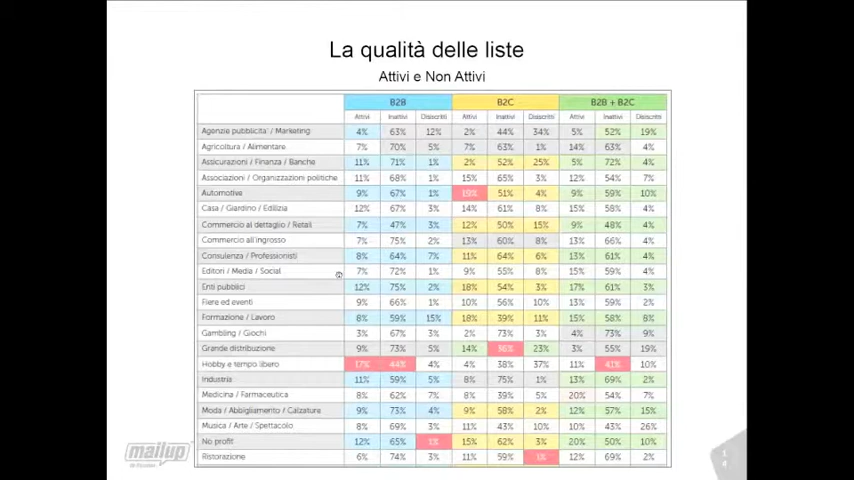 La qualità delle liste
Attivi e Non Attivi
B2B B2C B2B + B2C
Attivi Inattivi Disiscritti Attivi Inattivi Disiscritti Attivi Inattivi Disiscritti
Agenzie pubblicita' / Marketing 4% 63% 12% 2% 44% 34% 5% 52% 19%
Agricoltura / Alimentare 7% 70% 5% 7% 63% 1% 14% 63% 4%
Assicurazioni / Finanza / Banche 11% 71% 1% 2% 52% 25% 5% 72% 4%
Associazioni / Organizzazioni politiche 11% 68% 1% 15% 65% 3% 12% 54% 7%
Automotive 9% 67% 1% 51% 4% 9% 59% 10%
Casa / Giardino / Edilizia 12% 67% 3% 14% 61% 8% 15% 58% 4%
Commercio al dettaglio / Retail 7% 47% 3% 12% 50% 15% 9% 48% 4%
Commercio all'ingrosso 7% 75% 2% 13% 60% 8% 13% 66% 4%
Consulenza / Professionisti 8% 64% 7% 11% 64% 6% 13% 61% 4%
Editori / Media / Social 7% 72% 1% 9% 55% 8% 15% 59% 4%
Enti pubblici 12% 75% 2% 18% 54% 3% 17% 61% 3%
Fiere ed eventi 9% 66% 1% 10% 56% 10% 13% 59% 2%
Formazione / Lavoro 8% 59% 15% 18% 39% 11% 15% 58% 8%
Gambling / Giochi 3% 67% 3% 2% 73% 3% 4% 73% 9%
Grande distribuzione 9% 73% 5% 14% 23% 3% 55% 19%
Hobby e tempo libero 17% 44% 4% 4% 38% 37% 11% 41% 10%
Industria 11% 59% 5% 8% 75% 1% 13% 69% 2%
Medicina / Farmaceutica 8% 62% 7% 8% 39% 5% 20% 54% 7%
Moda / Abbigliamento / Calzature 9% 73% 4% 9% 58% 2% 12% 57% 15%
Musica / Arte / Spettacolo 8% 69% 3% 11% 43% 10% 10% 43% 26%
No profit 12% 65% 1% 15% 62% 3% 20% 50% 10%
Ristorazione 6% 74% 3% 11% 59% 1% 12% 69% 2%
mailup